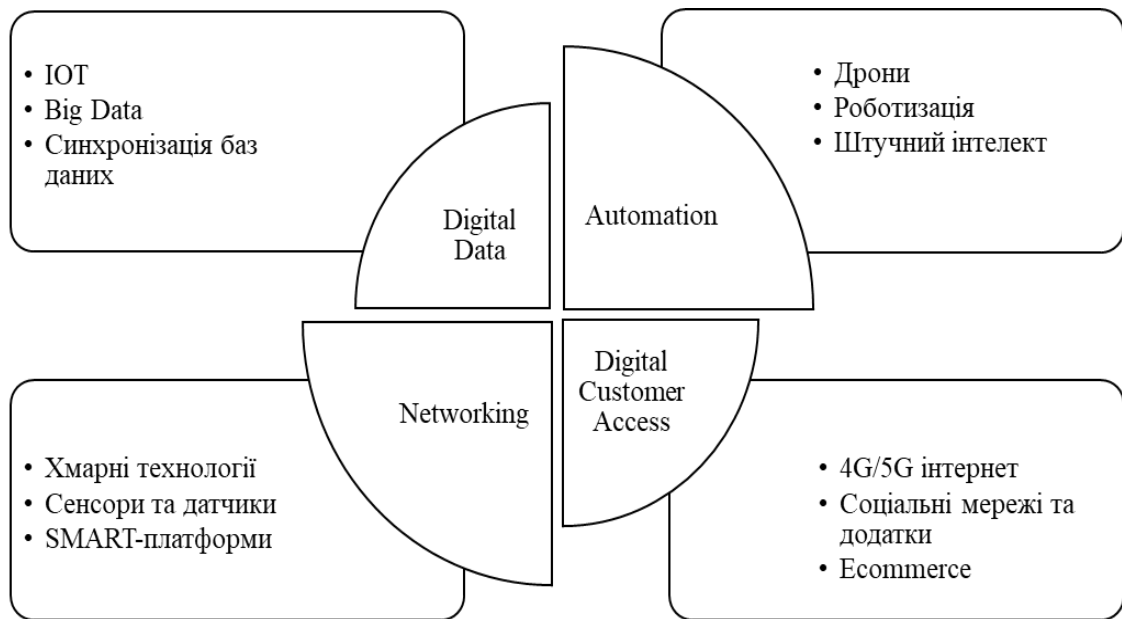 • IOT
• Big Data
• Синхронізація баз
даних
• Дрони
• Роботизація
• Штучний інтелект
Digital
Data
Automation
Networking
Digital
Customer
Access
• Хмарні технології
• Сенсори та датчики
• SMART-платформи
• 4G/5G інтернет
• Соціальні мережі та
додатки
• Ecommerce